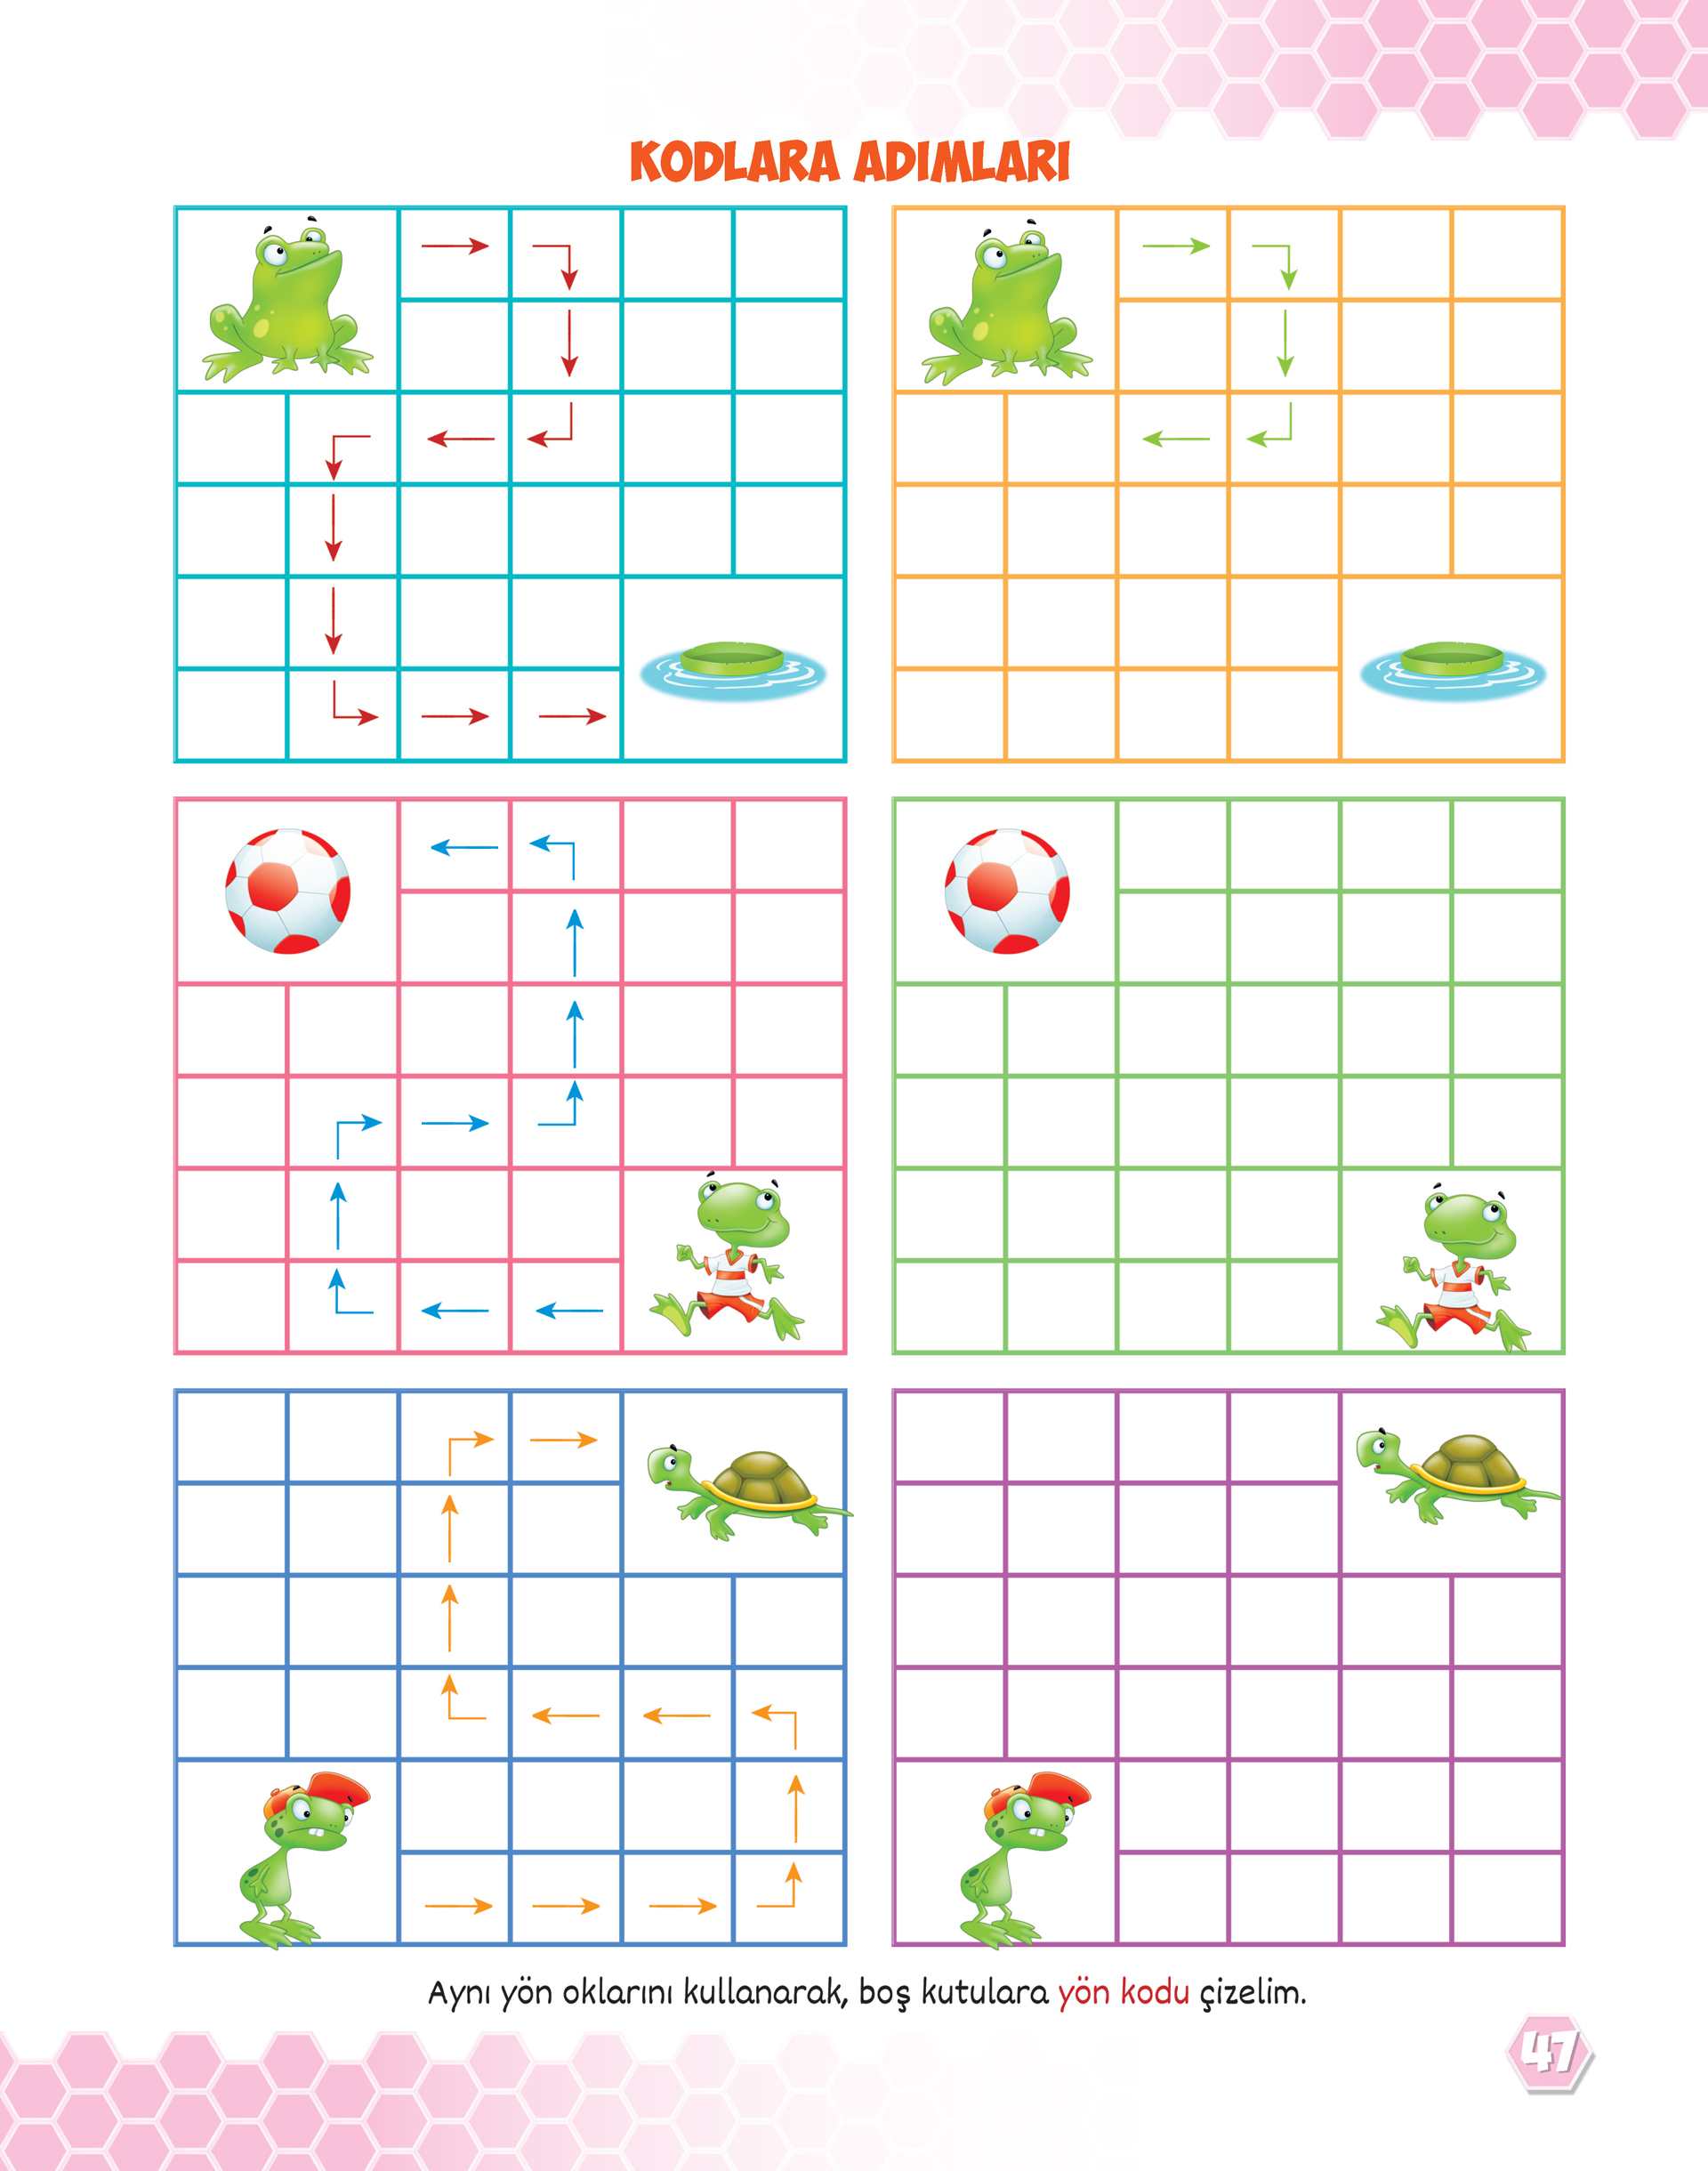 KODLARA ADIMLARI
Aynı yön oklarını kullanarak, boş kutulara yön kodu çizelim.
47